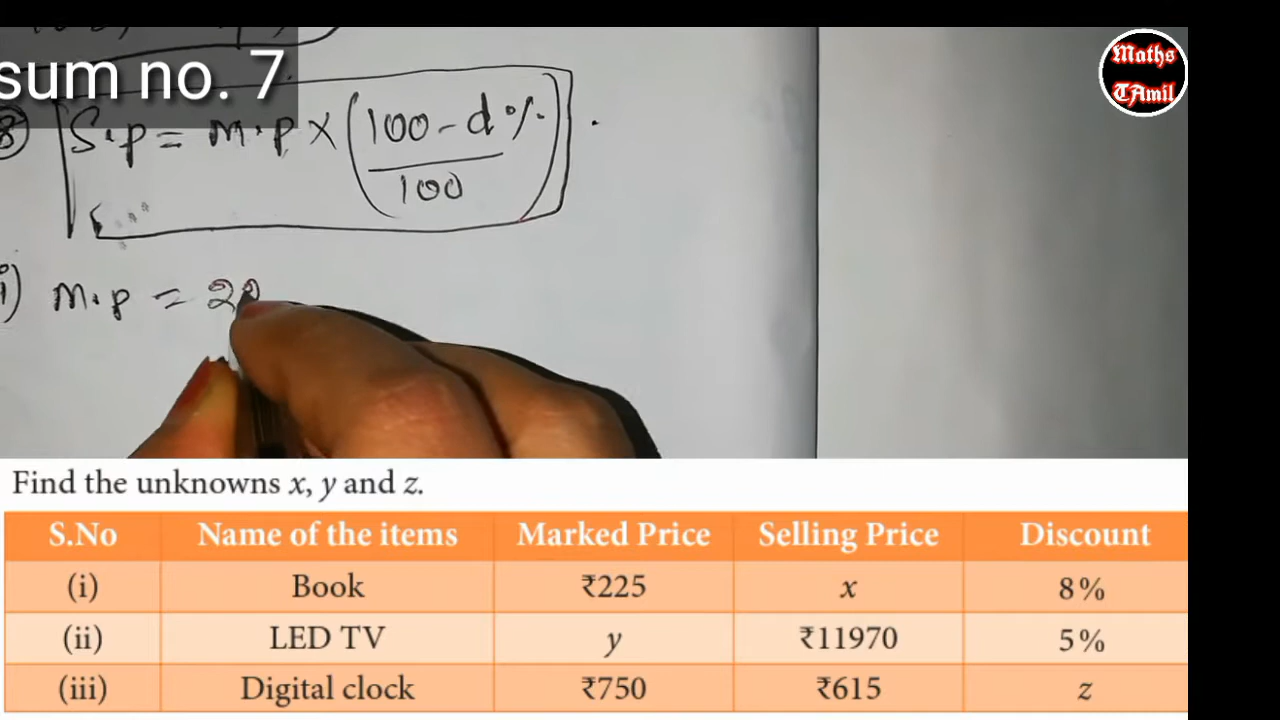 sum no. 7
Maths
TAmil
8) S.p = m.p x (100 - d% / 100) .
i) m.p = 22
Find the unknowns x, y and z.
S.No Name of the items Marked Price Selling Price Discount
(i) Book ₹225 x 8%
(ii) LED TV y ₹11970 5%
(iii) Digital clock ₹750 ₹615 z